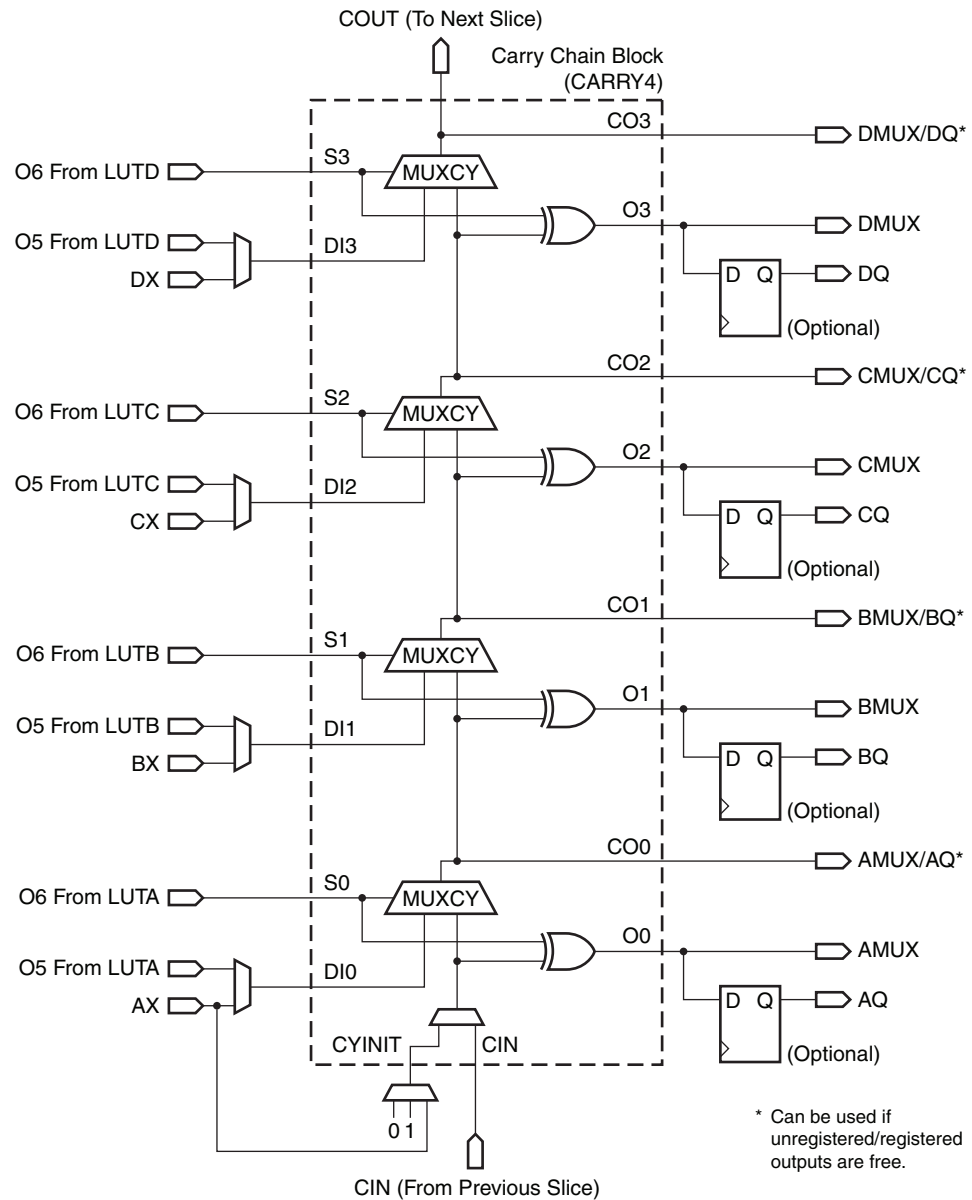 COUT (To Next Slice)
Carry Chain Block
(CARRY4)
CO3
DMUX/DQ*
S3
O6 From LUTD
MUXCY
O3
DMUX
O5 From LUTD
DI3
DX
D Q
DQ
(Optional)
CO2
CMUX/CQ*
S2
O6 From LUTC
MUXCY
O2
CMUX
O5 From LUTC
DI2
CX
D Q
CQ
(Optional)
CO1
BMUX/BQ*
S1
O6 From LUTB
MUXCY
O1
BMUX
O5 From LUTB
DI1
BX
D Q
BQ
(Optional)
CO0
AMUX/AQ*
S0
O6 From LUTA
MUXCY
O0
AMUX
O5 From LUTA
DI0
AX
D Q
AQ
(Optional)
CYINIT
CIN
0 1
* Can be used if
unregistered/registered
outputs are free.
CIN (From Previous Slice)